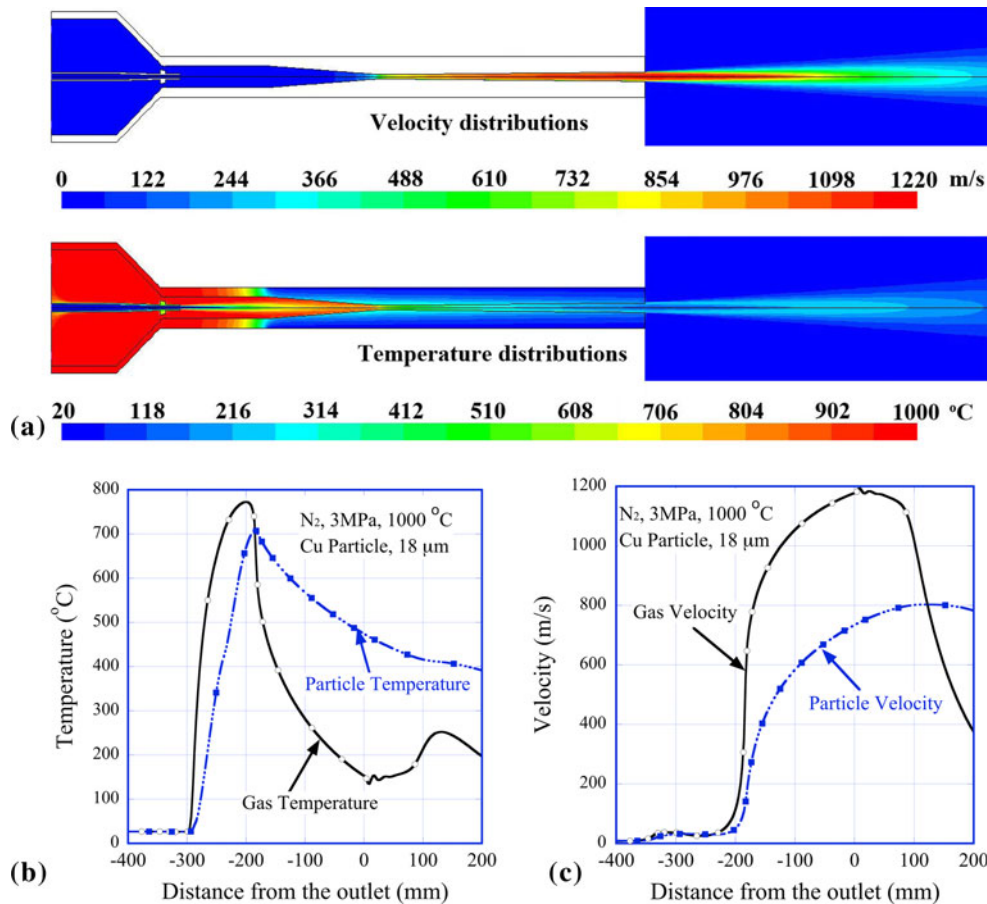 Velocity distributions
0 122 244 366 488 610 732 854 976 1098 1220 m/s
Temperature distributions
(a)
20 118 216 314 412 510 608 706 804 902 1000 °C
800
700
600
500
400
300
200
100
0
Temperature (°C)
N2, 3MPa, 1000 °C
Cu Particle, 18 μm
Particle Temperature
Gas Temperature
-400 -300 -200 -100 0 100 200
(b)
Distance from the outlet (mm)
1200
1000
800
600
400
200
0
Velocity (m/s)
N2, 3MPa, 1000 °C
Cu Particle, 18 μm
Gas Velocity
Particle Velocity
-400 -300 -200 -100 0 100 200
(c)
Distance from the outlet (mm)